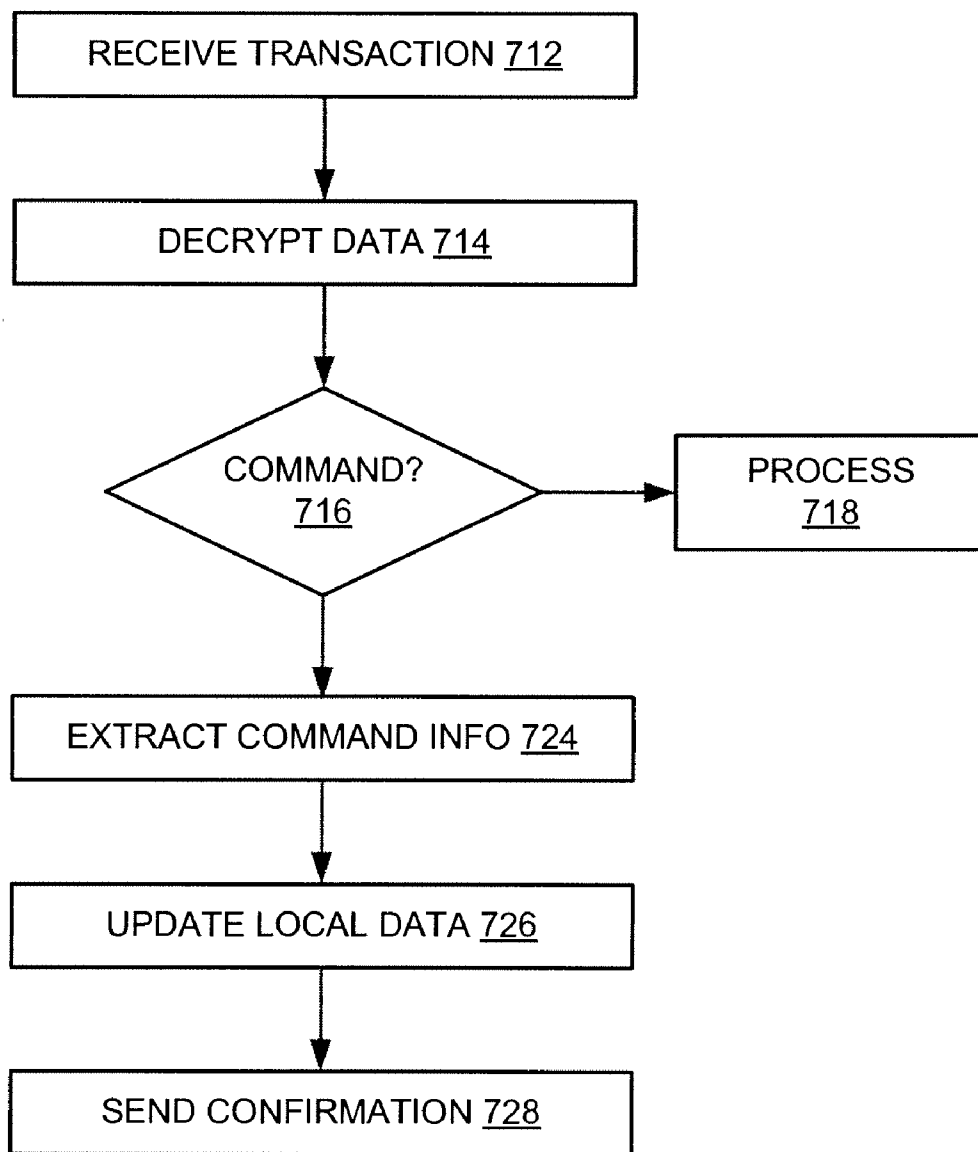 RECEIVE TRANSACTION 712
DECRYPT DATA 714
COMMAND?
716
PROCESS
718
EXTRACT COMMAND INFO 724
UPDATE LOCAL DATA 726
SEND CONFIRMATION 728